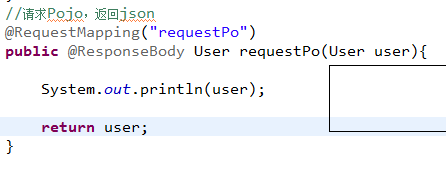 //请求Pojo，返回json
@RequestMapping("requestPo")
public @ResponseBody User requestPo(User user){
System.out.println(user);
return user;
}